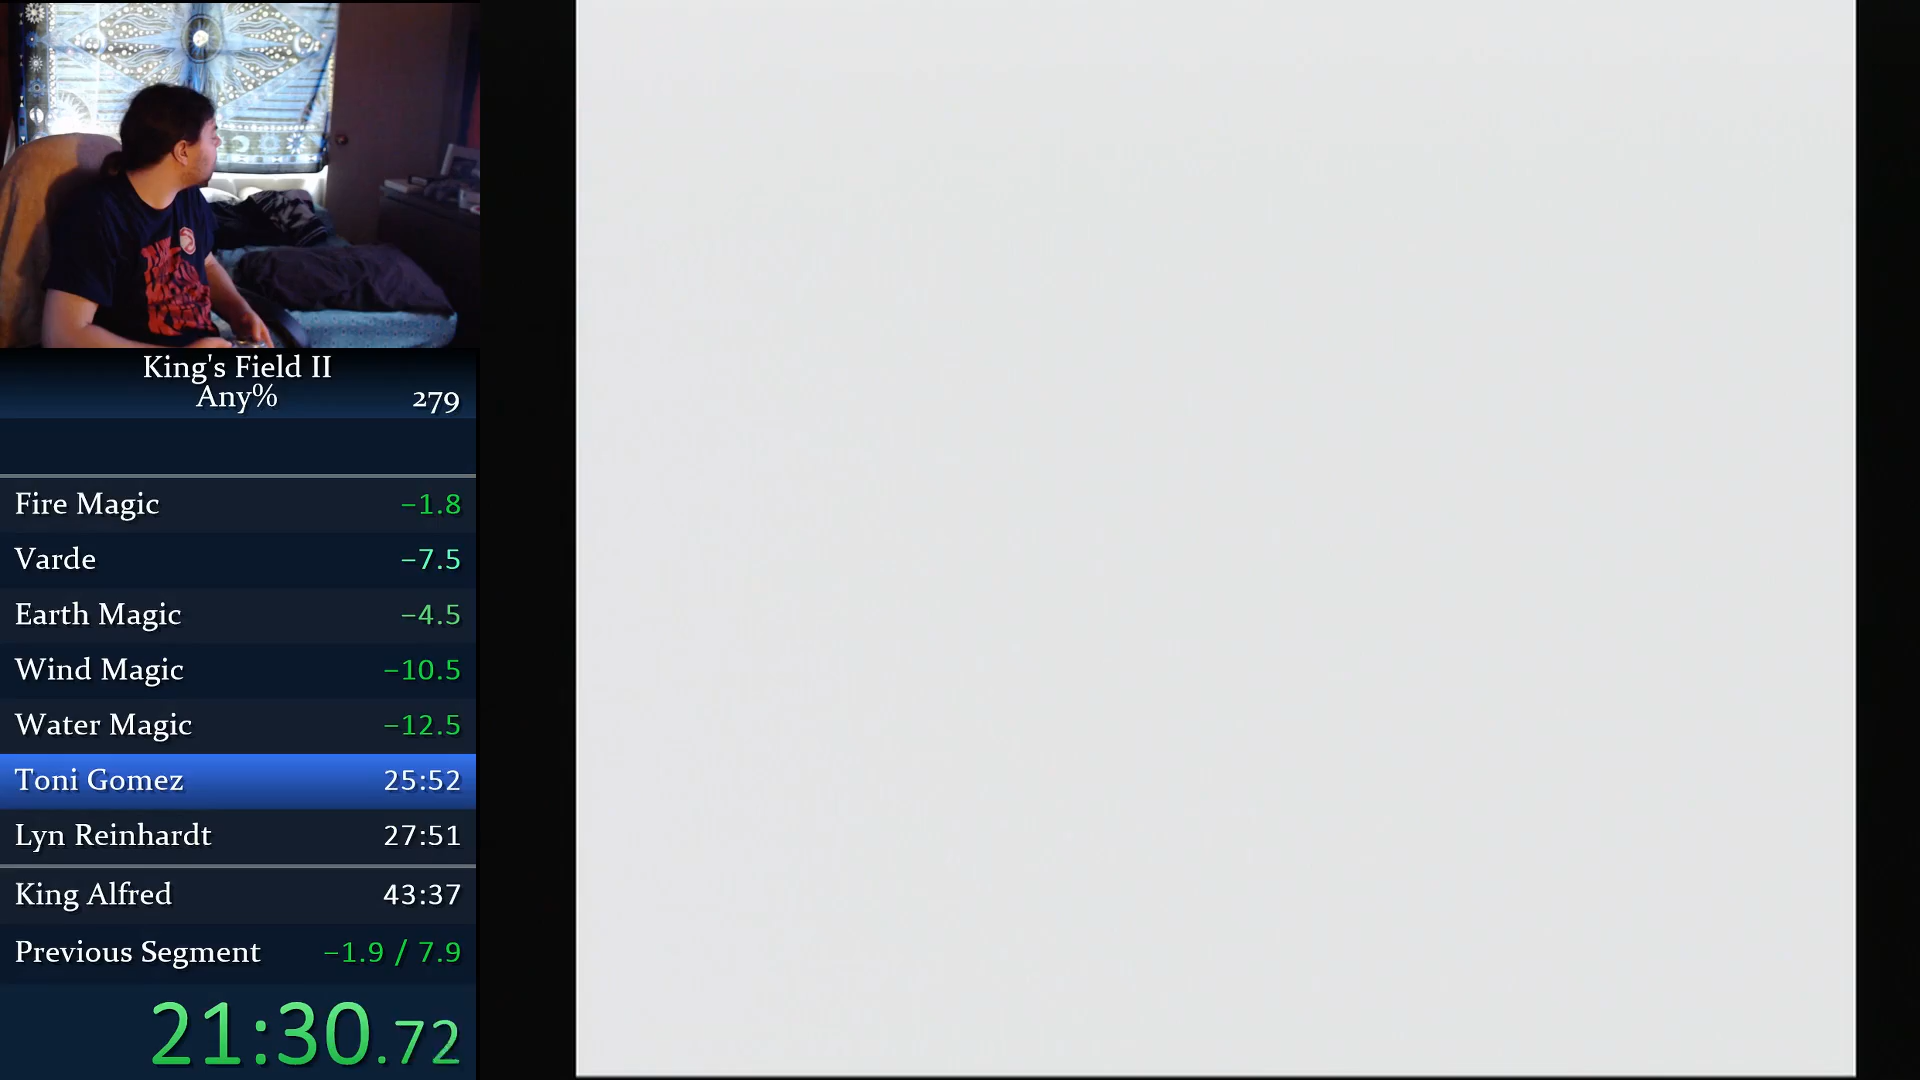 King's Field II
Any% 279
Fire Magic −1.8
Varde −7.5
Earth Magic −4.5
Wind Magic −10.5
Water Magic −12.5
Toni Gomez 25:52
Lyn Reinhardt 27:51
King Alfred 43:37
Previous Segment −1.9 / 7.9
21:30.72